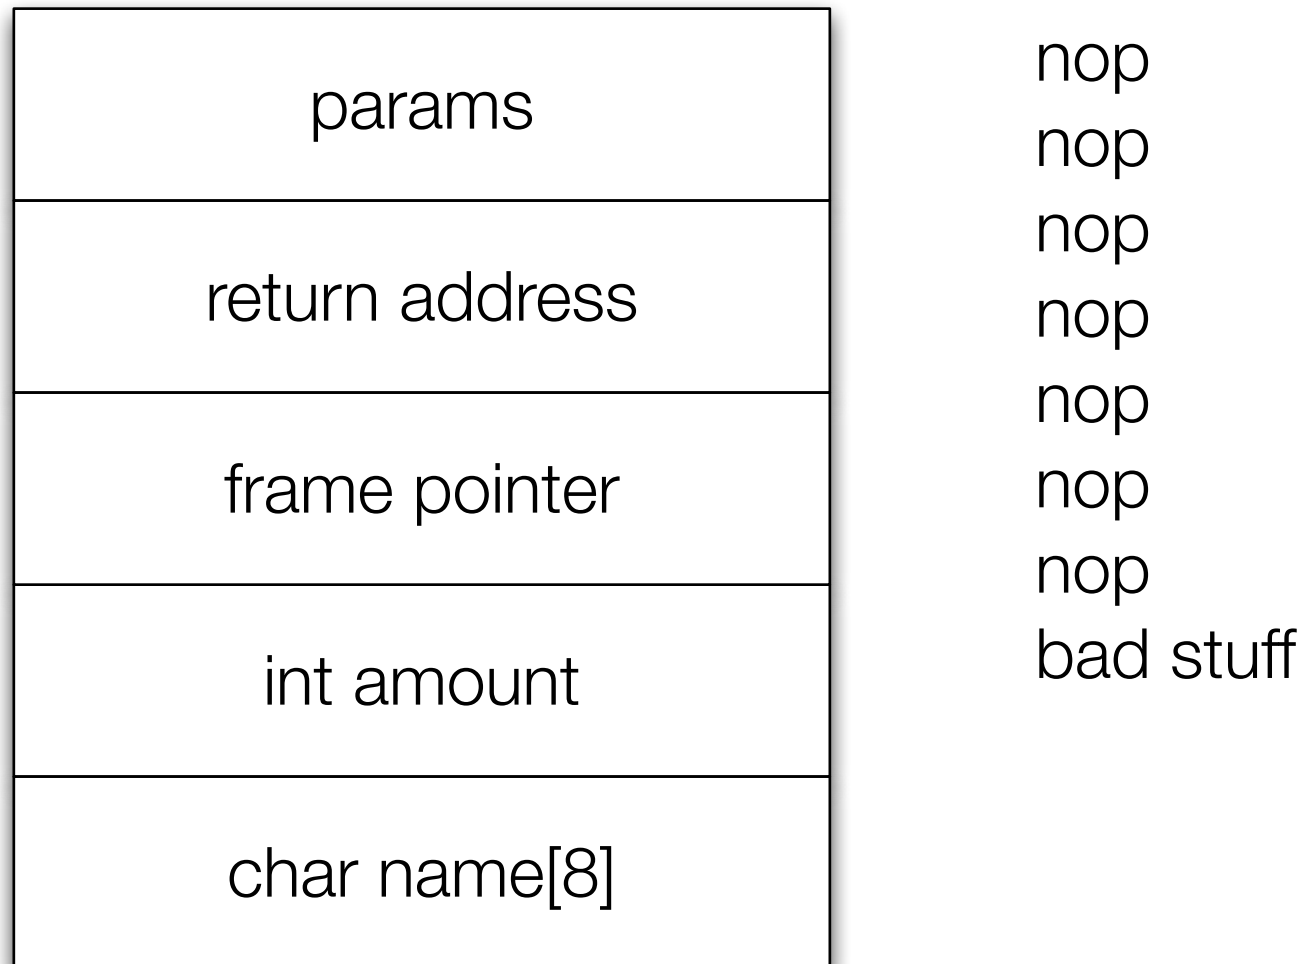 params
return address
frame pointer
int amount
char name[8]
nop
nop
nop
nop
nop
nop
nop
bad stuff